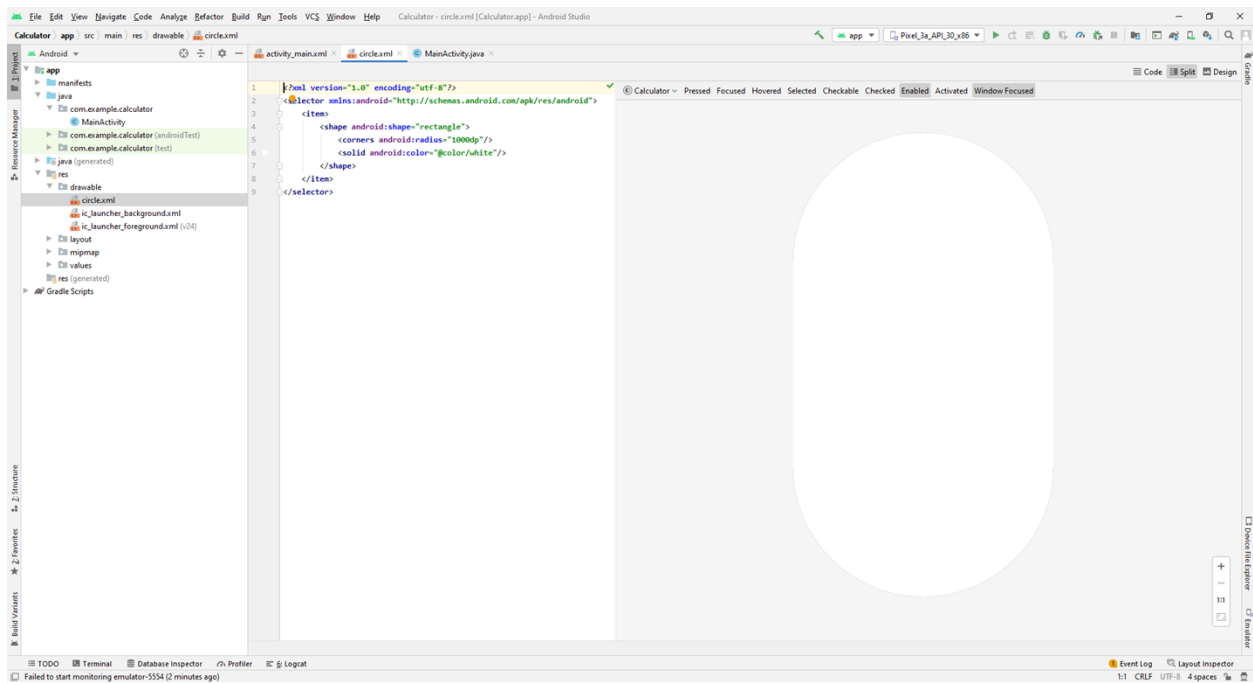 File Edit View Navigate Code Analyze Refactor Build Run Tools VCS Window Help Calculator - circle.xml [Calculator.app] - Android Studio
Calculator app src main res drawable circle.xml
app Pixel_3a_API_30_x86
1: Project
Resource Manager
2: Structure
2: Favorites
Build Variants
Android
app
manifests
java
com.example.calculator
MainActivity
com.example.calculator (androidTest)
com.example.calculator (test)
java (generated)
res
drawable
circle.xml
ic_launcher_background.xml
ic_launcher_foreground.xml (v24)
layout
mipmap
values
res (generated)
Gradle Scripts
activity_main.xml circle.xml MainActivity.java
Code Split Design
1 <?xml version="1.0" encoding="utf-8"?>
2 <selector xmlns:android="http://schemas.android.com/apk/res/android">
3 <item>
4 <shape android:shape="rectangle">
5 <corners android:radius="1000dp"/>
6 <solid android:color="@color/white"/>
7 </shape>
8 </item>
9 </selector>
Calculator Pressed Focused Hovered Selected Checkable Checked Enabled Activated Window Focused
1:1
Gradle
Device File Explorer
Emulator
TODO Terminal Database Inspector Profiler 6: Logcat
1 Event Log Layout Inspector
Failed to start monitoring emulator-5554 (2 minutes ago)
1:1 CRLF UTF-8 4 spaces